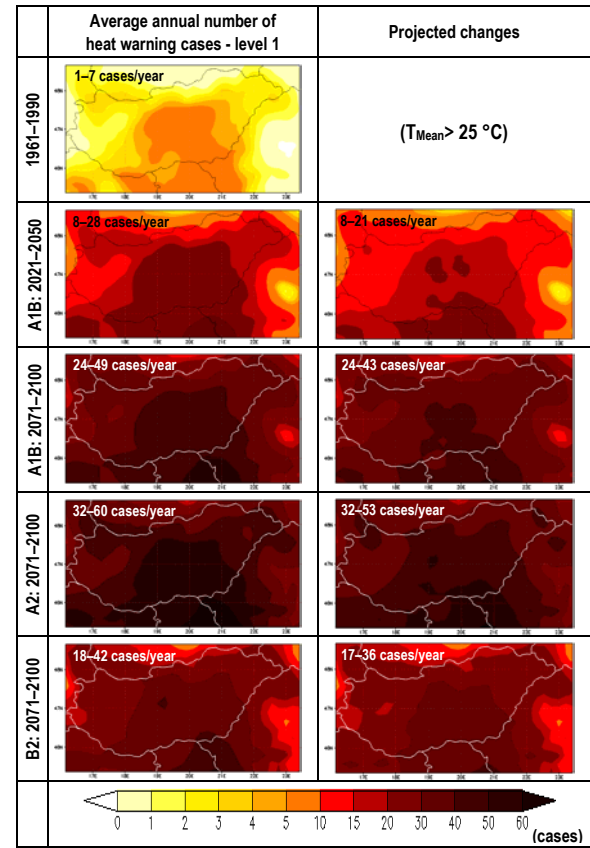 Average annual number of
heat warning cases - level 1
Projected changes
1961–1990
1–7 cases/year
(TMean> 25 °C)
A1B: 2021–2050
8–28 cases/year
8–21 cases/year
A1B: 2071–2100
24–49 cases/year
24–43 cases/year
A2: 2071–2100
32–60 cases/year
32–53 cases/year
B2: 2071–2100
18–42 cases/year
17–36 cases/year
0 1 2 3 4 5 10 15 20 30 40 50 60
(cases)